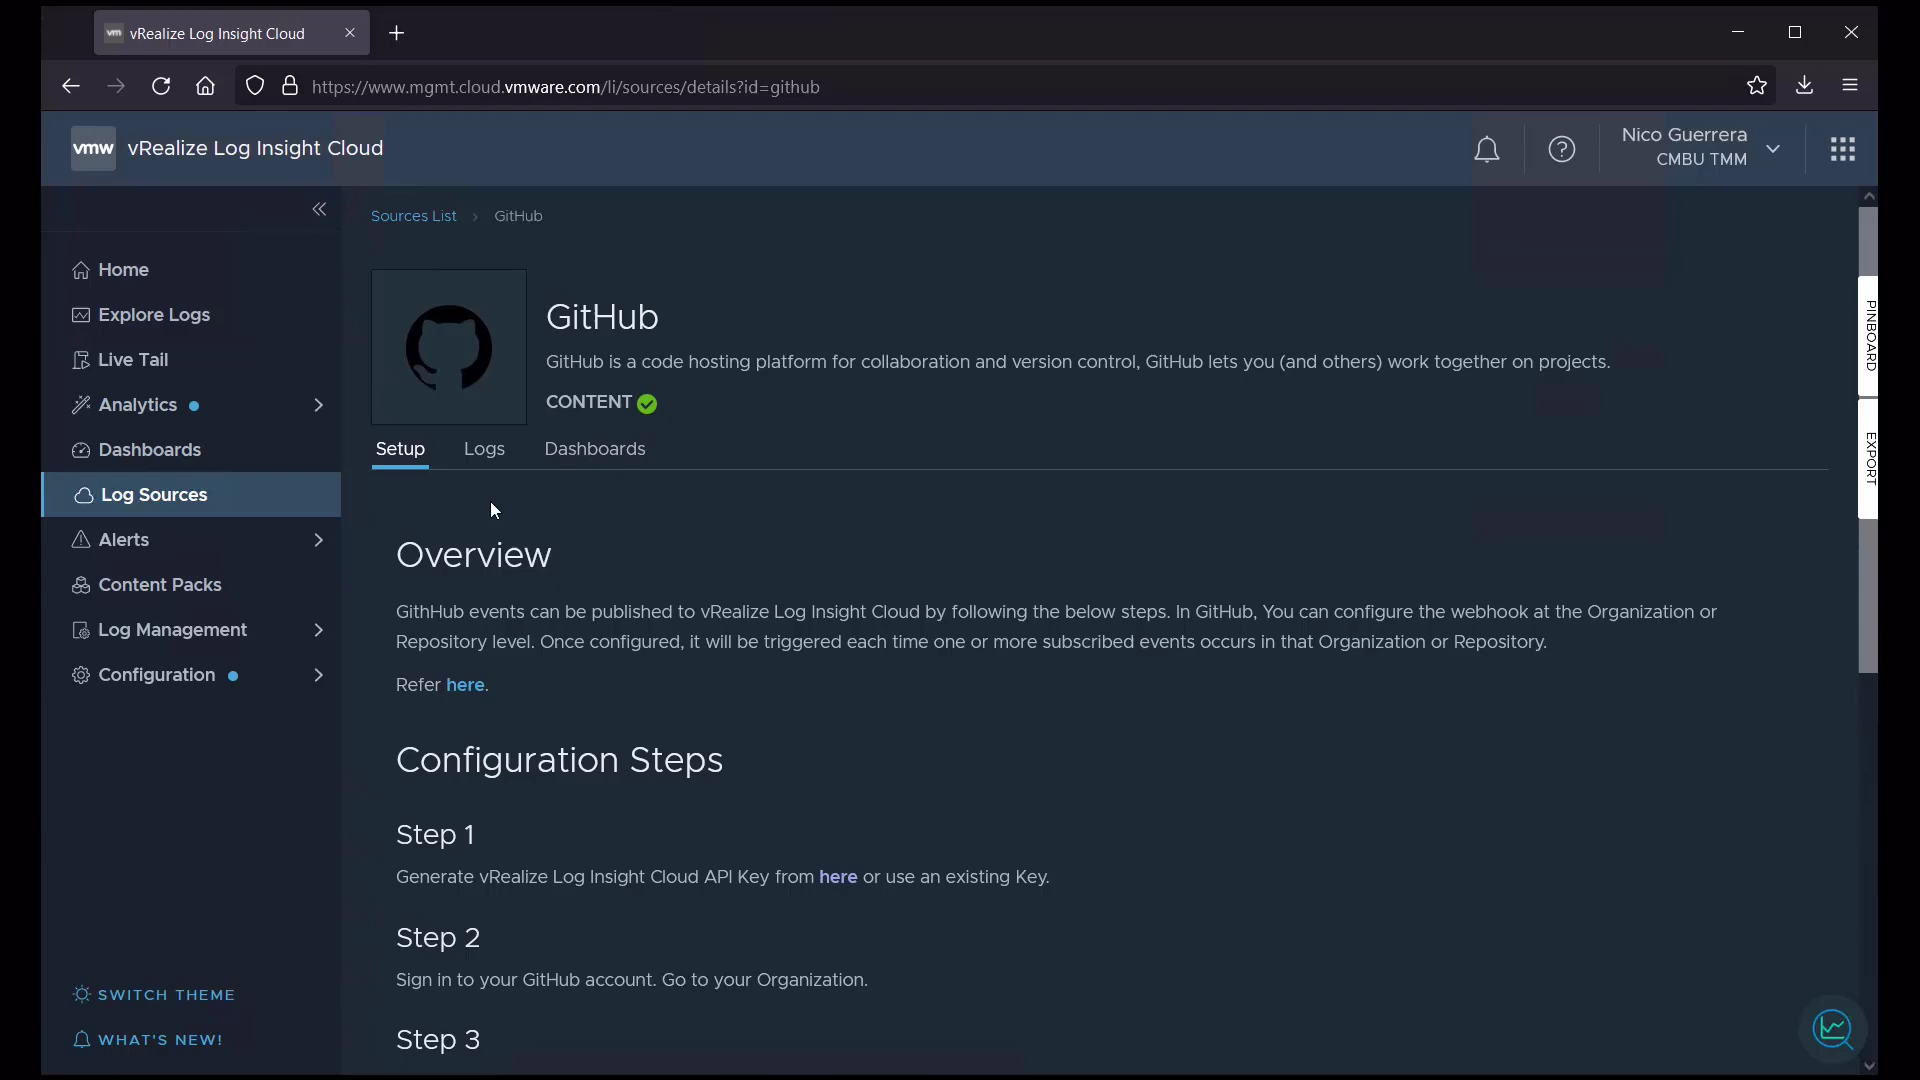 vm vRealize Log Insight Cloud
https://www.mgmt.cloud.vmware.com/li/sources/details?id=github
vmw vRealize Log Insight Cloud
Nico Guerrera
CMBU TMM
Home
Explore Logs
Live Tail
Analytics
Dashboards
Log Sources
Alerts
Content Packs
Log Management
Configuration
SWITCH THEME
WHAT'S NEW!
Sources List > GitHub
GitHub
GitHub is a code hosting platform for collaboration and version control, GitHub lets you (and others) work together on projects.
CONTENT
Setup Logs Dashboards
Overview
GithHub events can be published to vRealize Log Insight Cloud by following the below steps. In GitHub, You can configure the webhook at the Organization or
Repository level. Once configured, it will be triggered each time one or more subscribed events occurs in that Organization or Repository.
Refer here.
Configuration Steps
Step 1
Generate vRealize Log Insight Cloud API Key from here or use an existing Key.
Step 2
Sign in to your GitHub account. Go to your Organization.
Step 3
PINBOARD
EXPORT